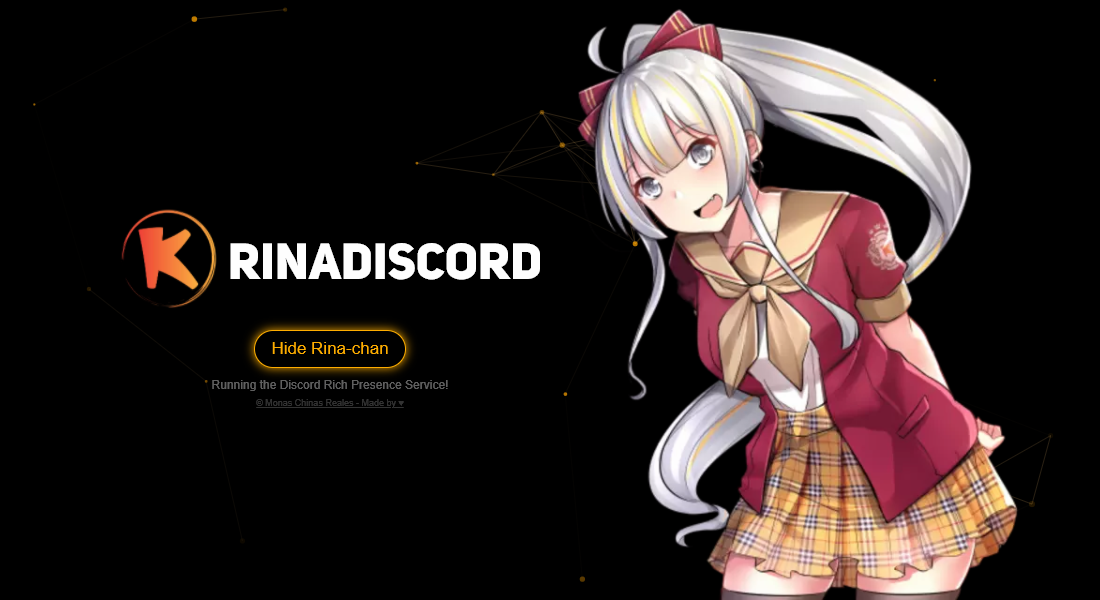 K
RINADISCORD
Hide Rina-chan
Running the Discord Rich Presence Service!
© Monas Chinas Reales - Made by ♥